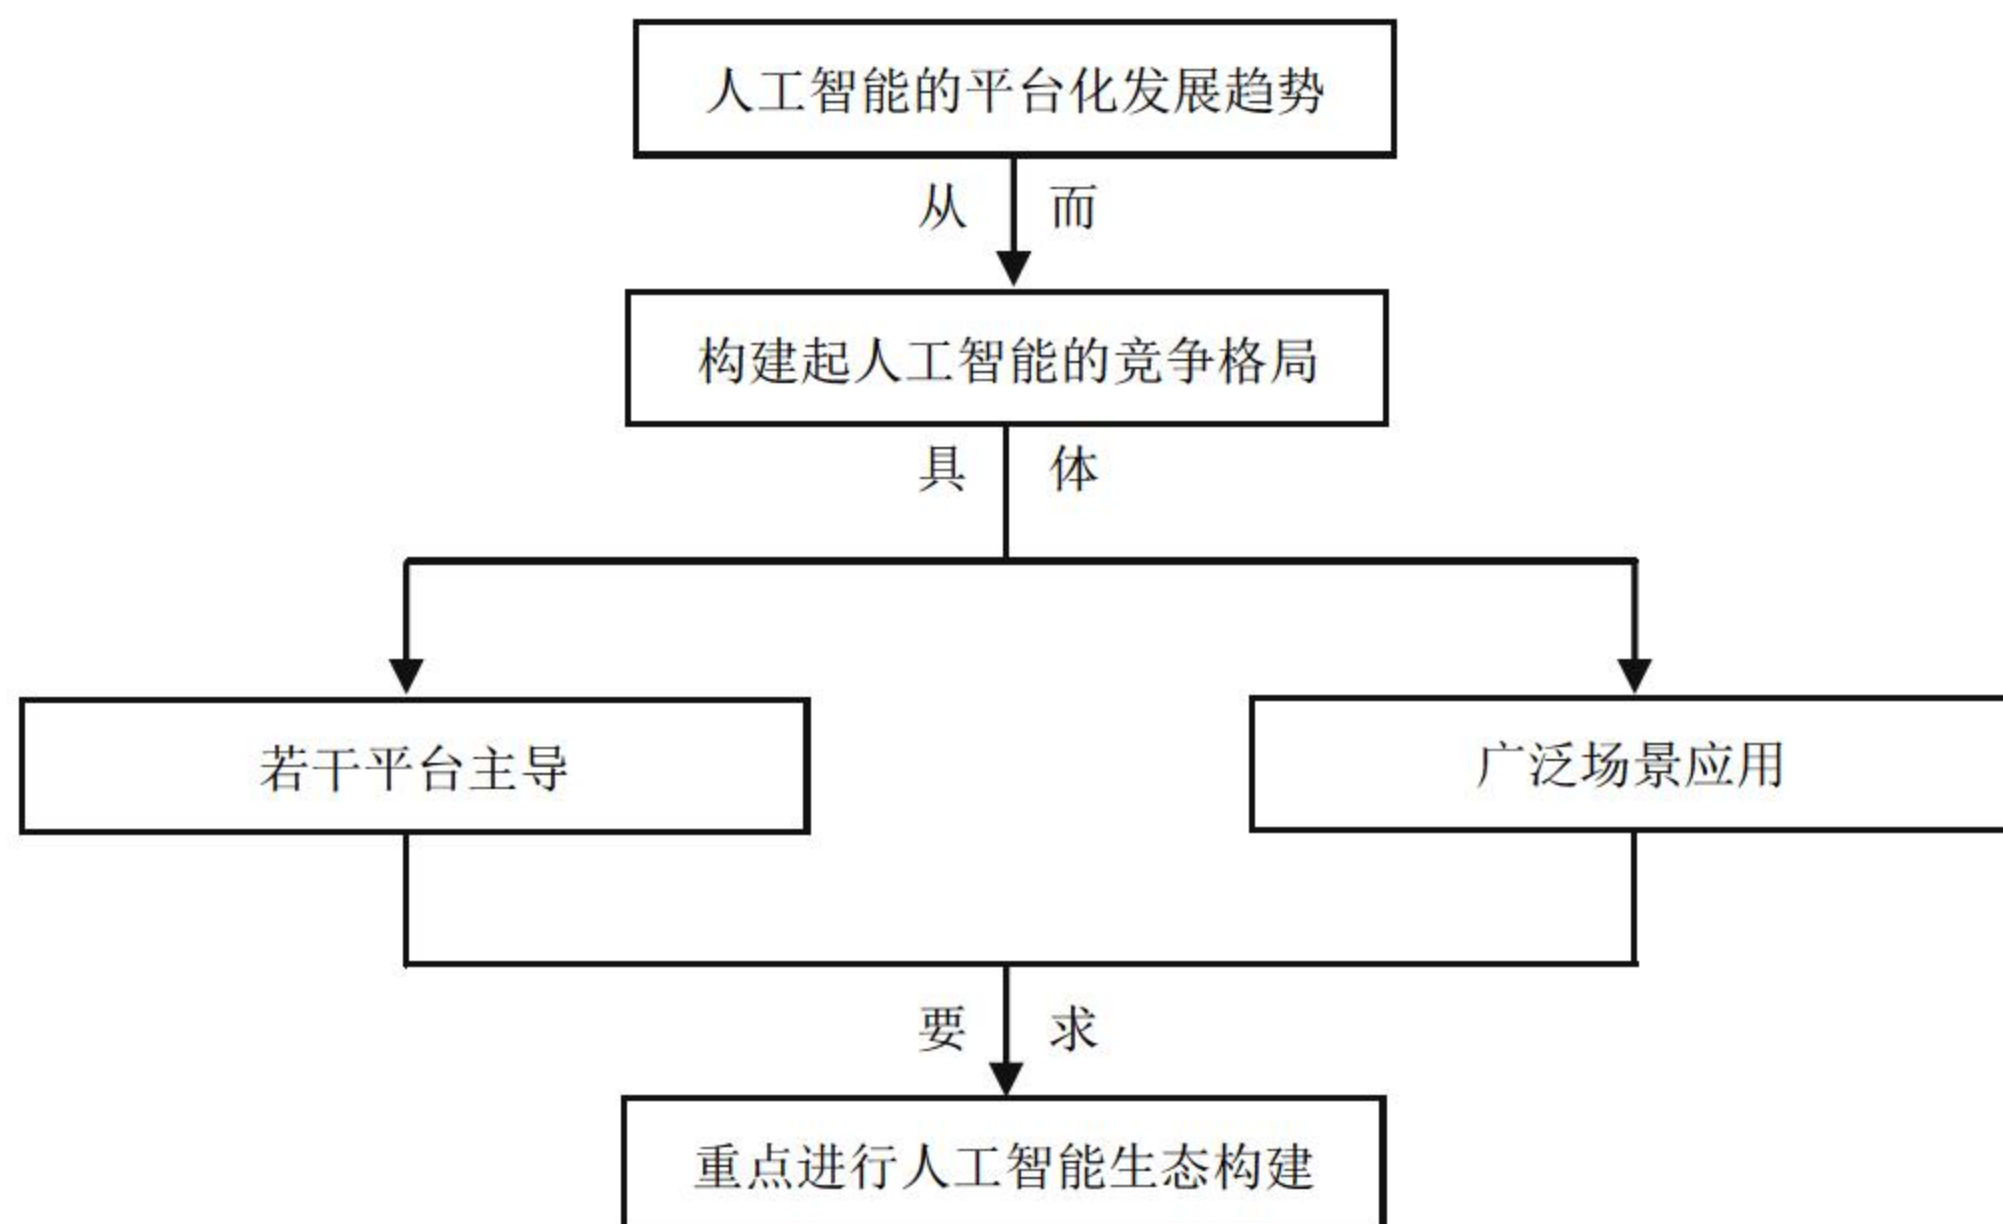 人工智能的平台化发展趋势
从 而
构建起人工智能的竞争格局
具 体
若干平台主导
广泛场景应用
要 求
重点进行人工智能生态构建